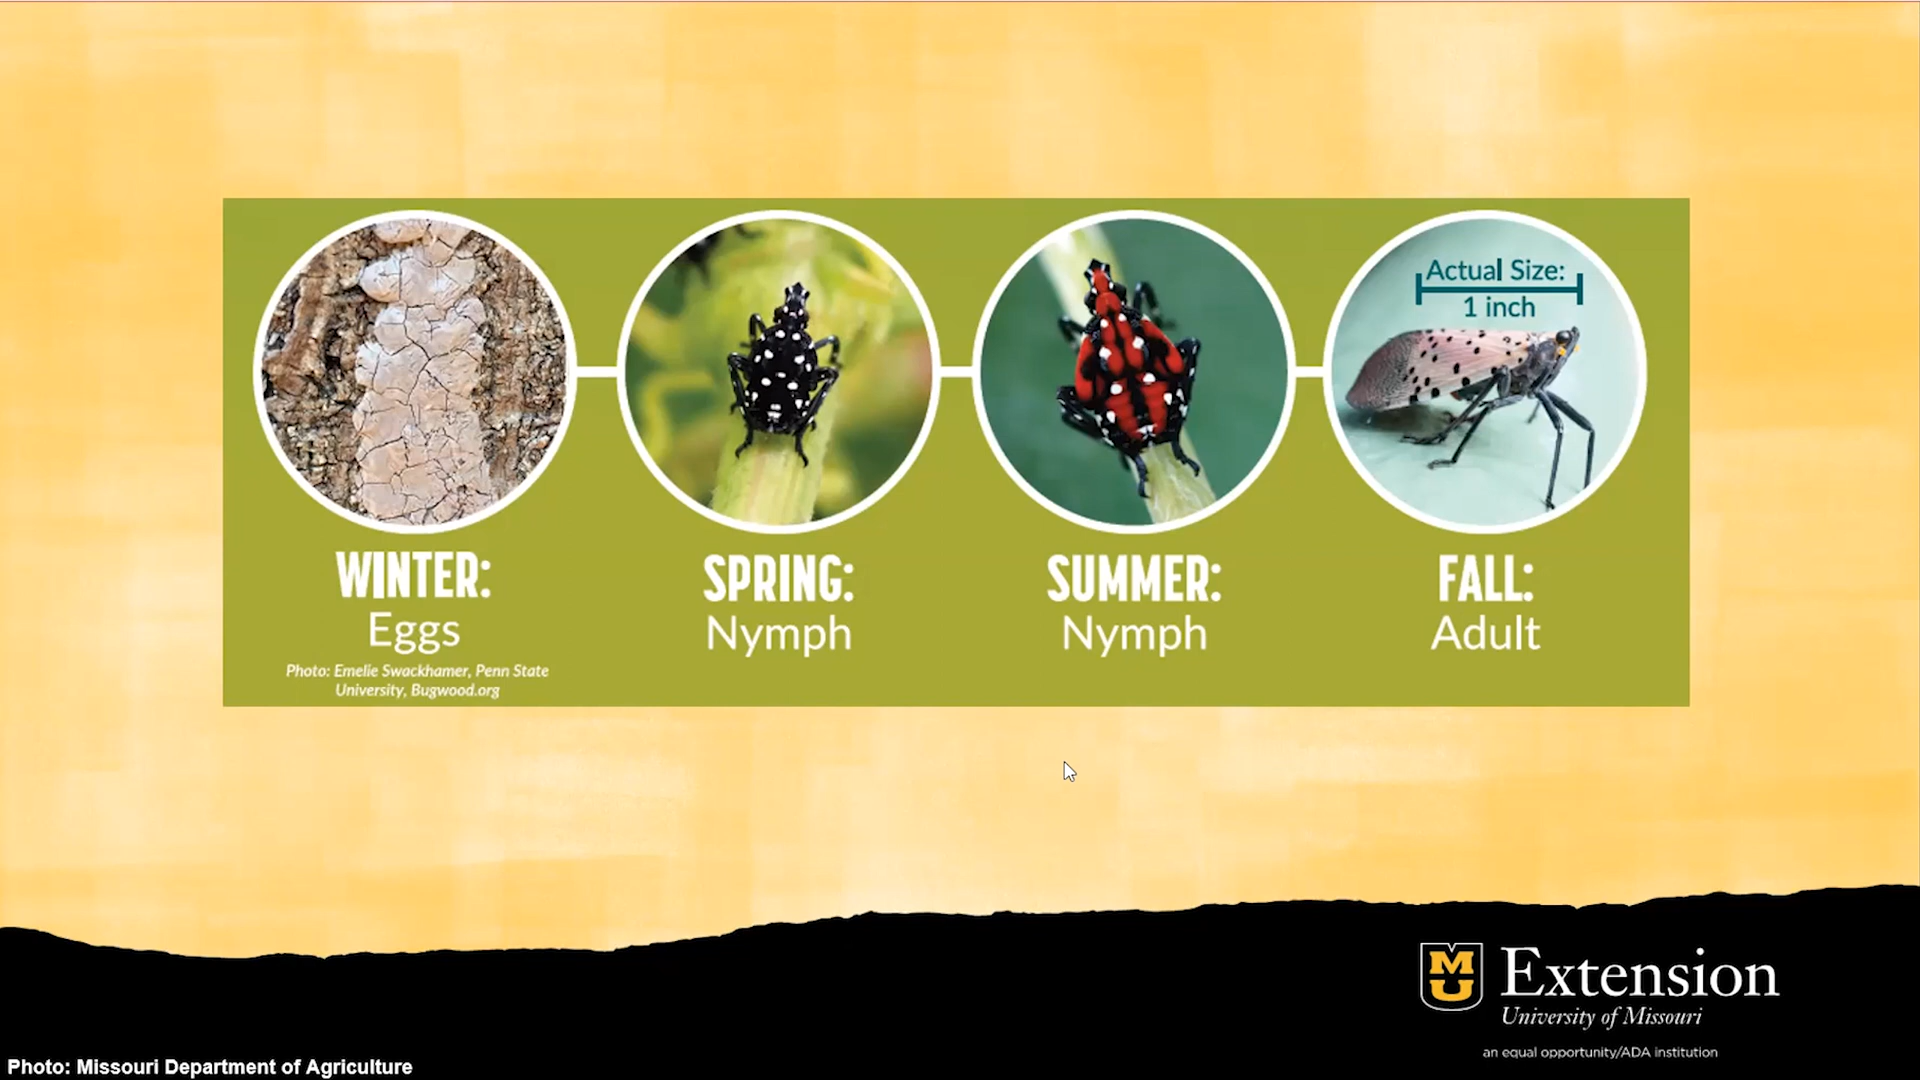 Actual Size:
1 inch
WINTER:
Eggs
Photo: Emelie Swackhamer, Penn State
University, Bugwood.org
SPRING:
Nymph
SUMMER:
Nymph
FALL:
Adult
MU
Extension
University of Missouri
an equal opportunity/ADA institution
Photo: Missouri Department of Agriculture